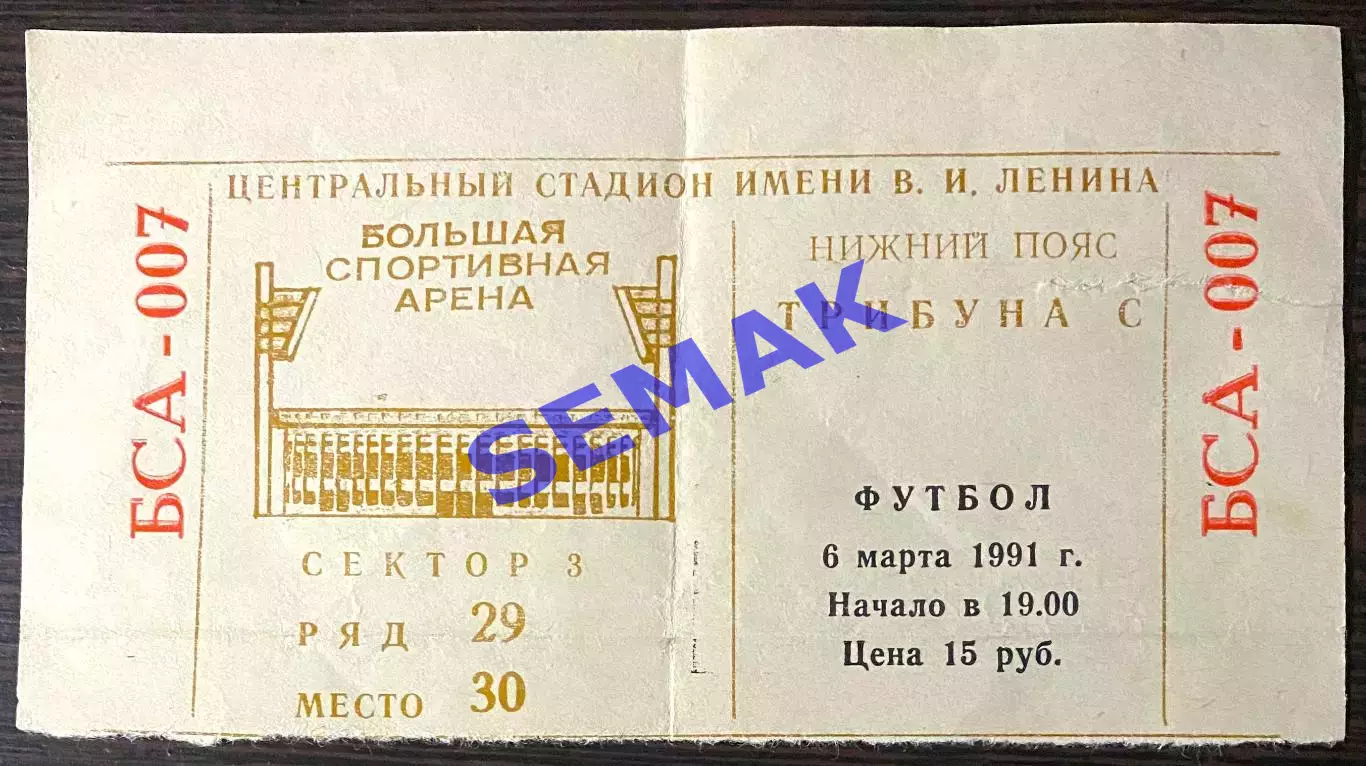 ЦЕНТРАЛЬНЫЙ СТАДИОН ИМЕНИ В. И. ЛЕНИНА
БСА - 007
БОЛЬШАЯ
СПОРТИВНАЯ
АРЕНА
СЕКТОР 3
РЯД 29
МЕСТО 30
НИЖНИЙ ПОЯС
ТРИБУНА С
ФУТБОЛ
6 марта 1991 г.
Начало в 19.00
Цена 15 руб.
БСА - 007
SEMAK